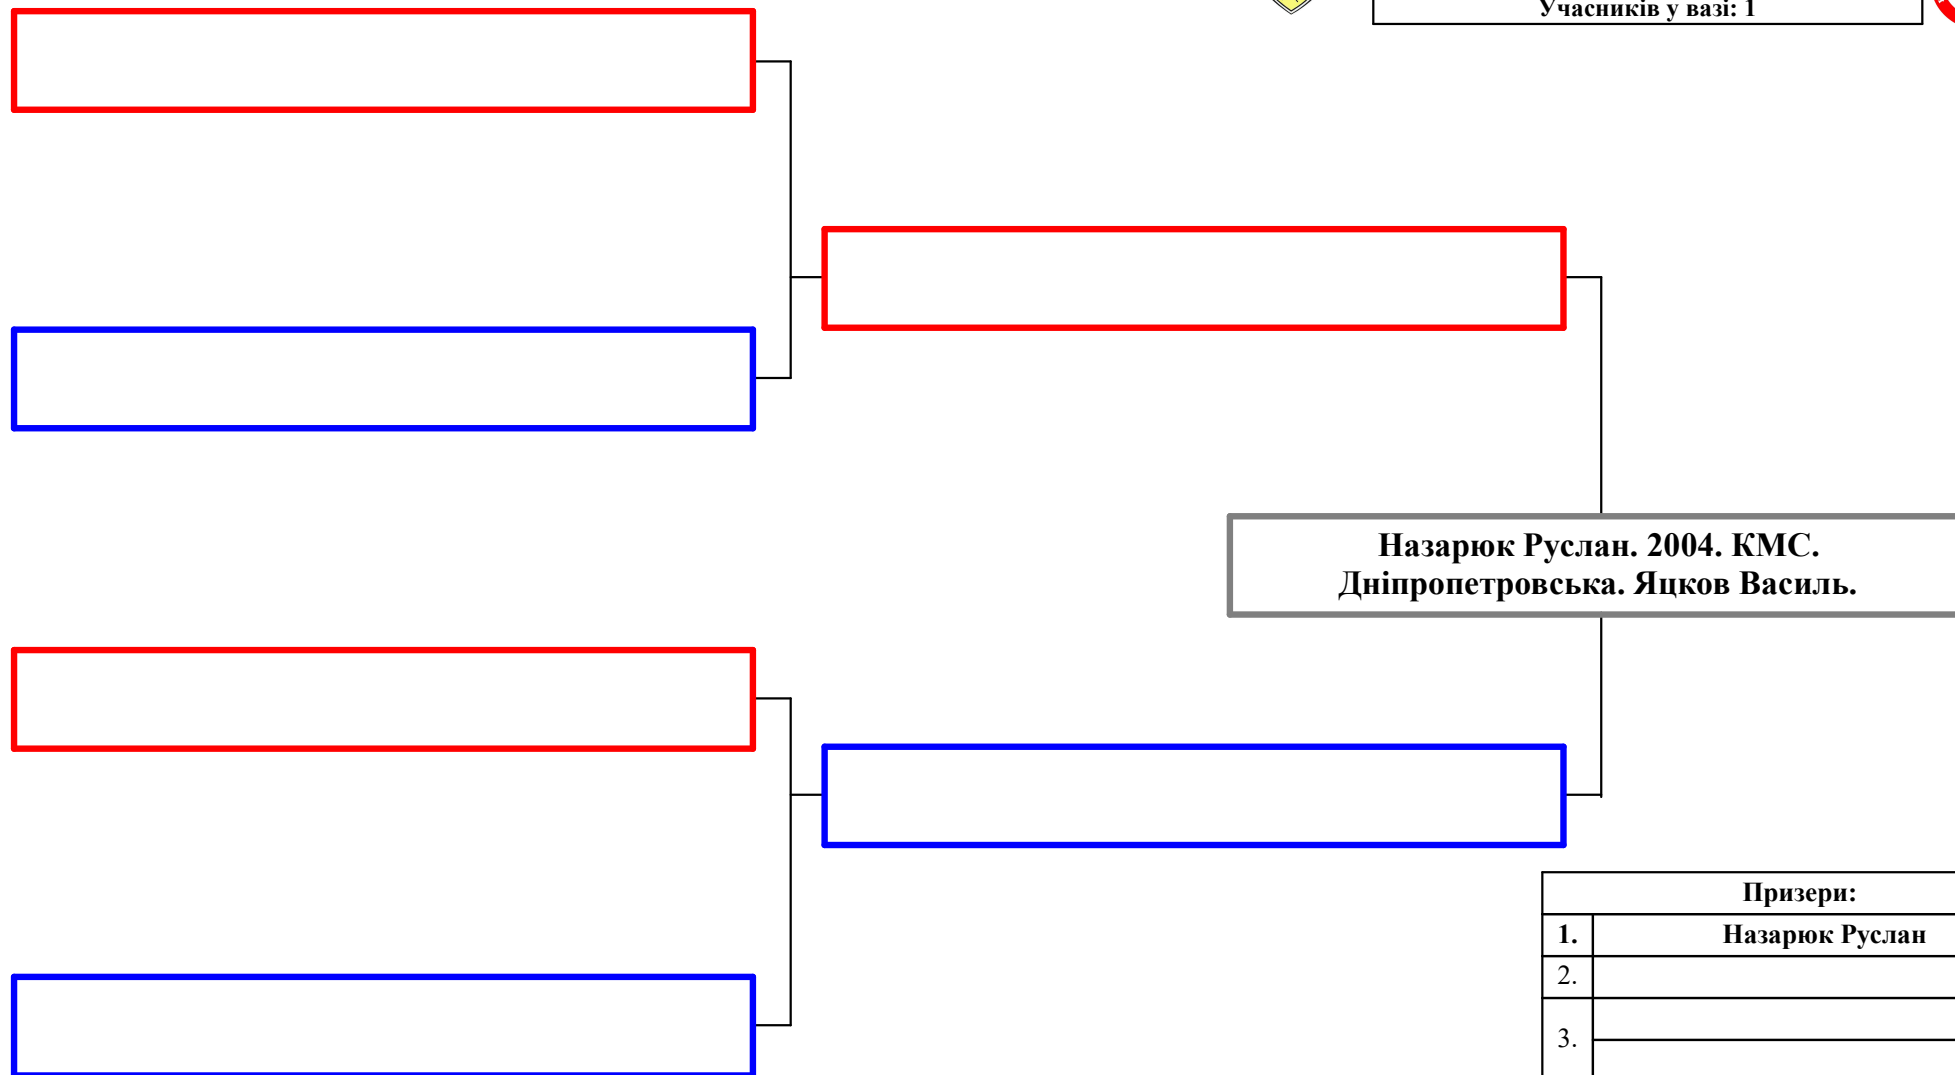 Учасників у вазі: 1
Назарюк Руслан. 2004. КМС.
Дніпропетровська. Яцков Василь.
Призери:
1. Назарюк Руслан
2.
3.